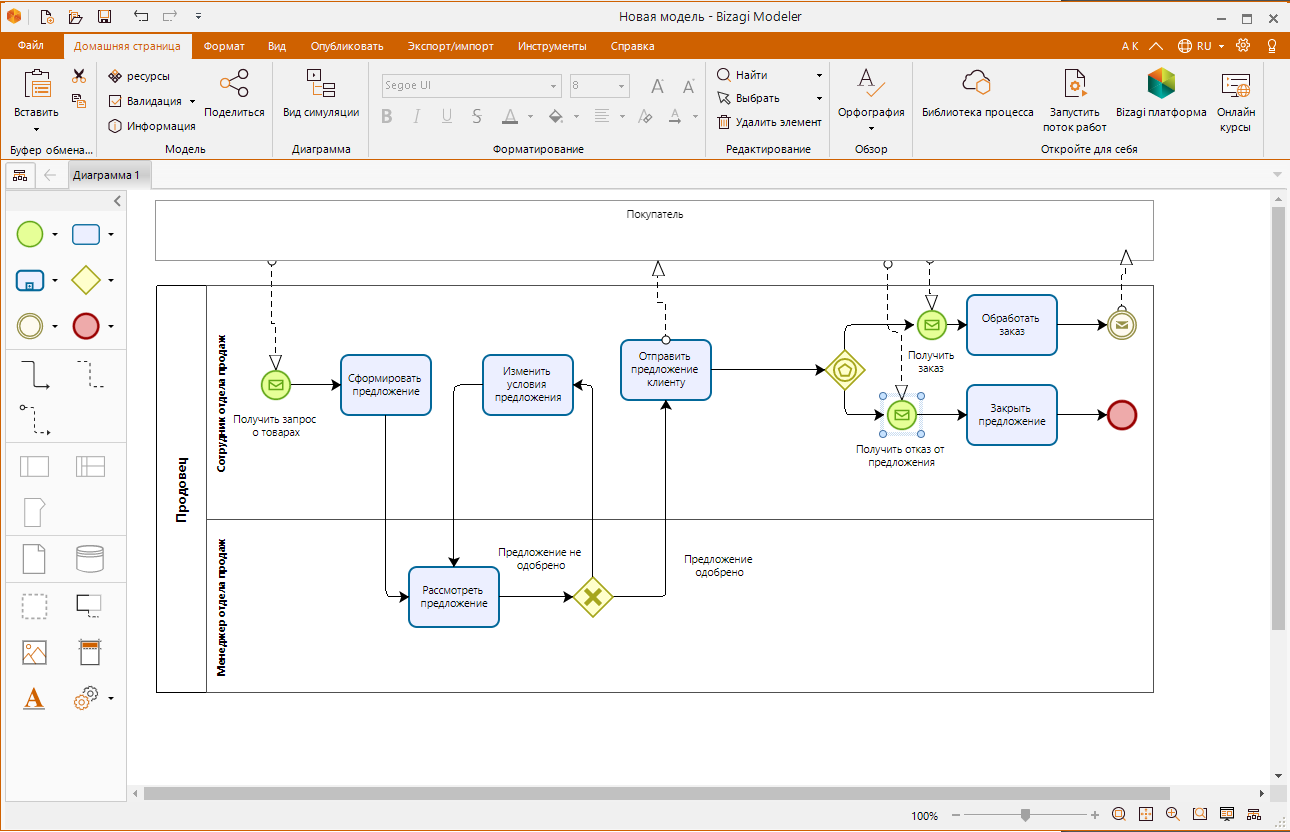 Новая модель - Bizagi Modeler
Файл
Домашняя страница
Формат
Вид
Опубликовать
Экспорт/импорт
Инструменты
Справка
A K
RU
Вставить
ресурсы
Валидация
Информация
Поделиться
Вид симуляции
Segoe UI
8
B I U S A
Найти
Выбрать
Удалить элемент
Орфография
Библиотека процесса
Запустить
поток работ
Bizagi платформа
Онлайн
курсы
Буфер обмена...
Модель
Диаграмма
Форматирование
Редактирование
Обзор
Откройте для себя
Диаграмма 1
Покупатель
Продовец
Сотрудник отдела продаж
Получить запрос
о товарах
Сформировать
предложение
Изменить
условия
предложения
Отправить
предложение
клиенту
Получить
заказ
Обработать
заказ
Получить отказ от
предложения
Закрыть
предложение
Менеджер отдела продаж
Рассмотреть
предложение
Предложение не
одобрено
Предложение
одобрено
100%